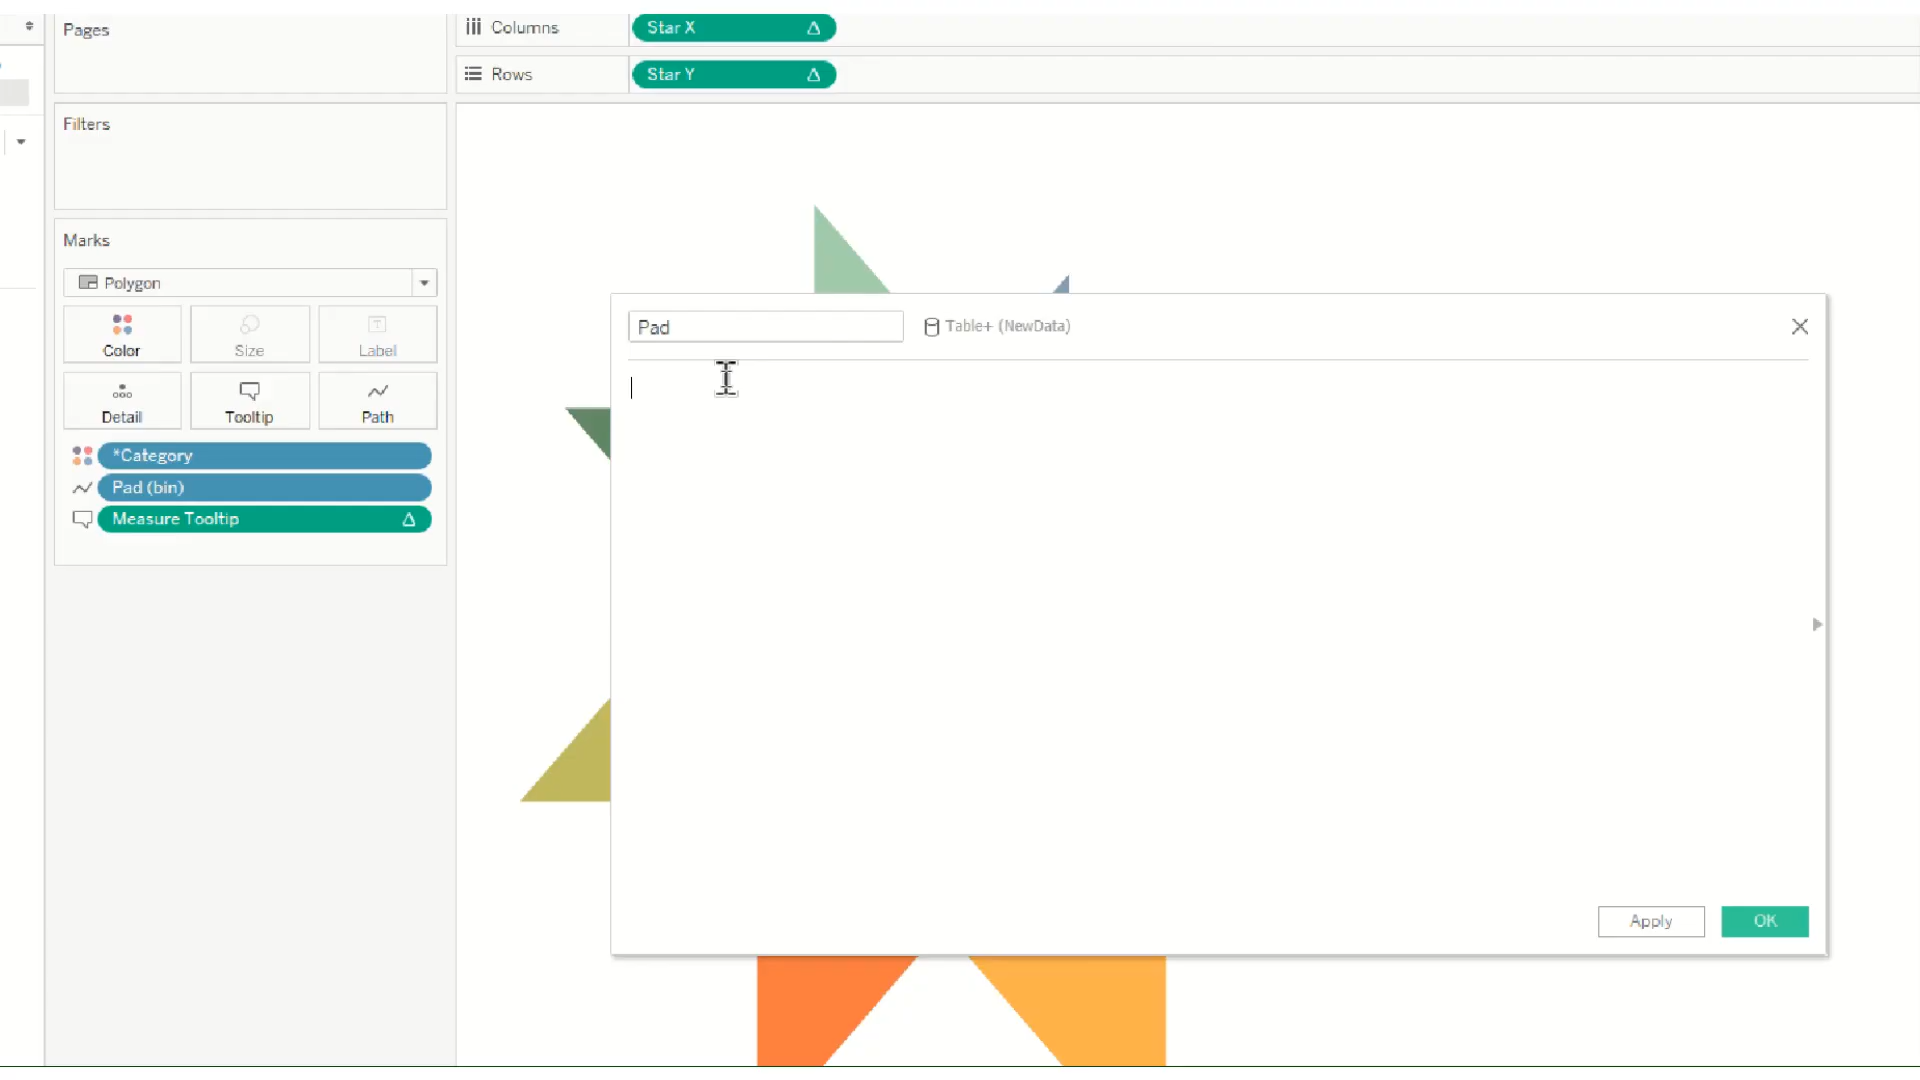 Pages
Columns
Star X
Rows
Star Y
Filters
Marks
Polygon
Color
Size
Label
Detail
Tooltip
Path
*Category
Pad (bin)
Measure Tooltip
Pad
Table+ (NewData)
Apply
OK